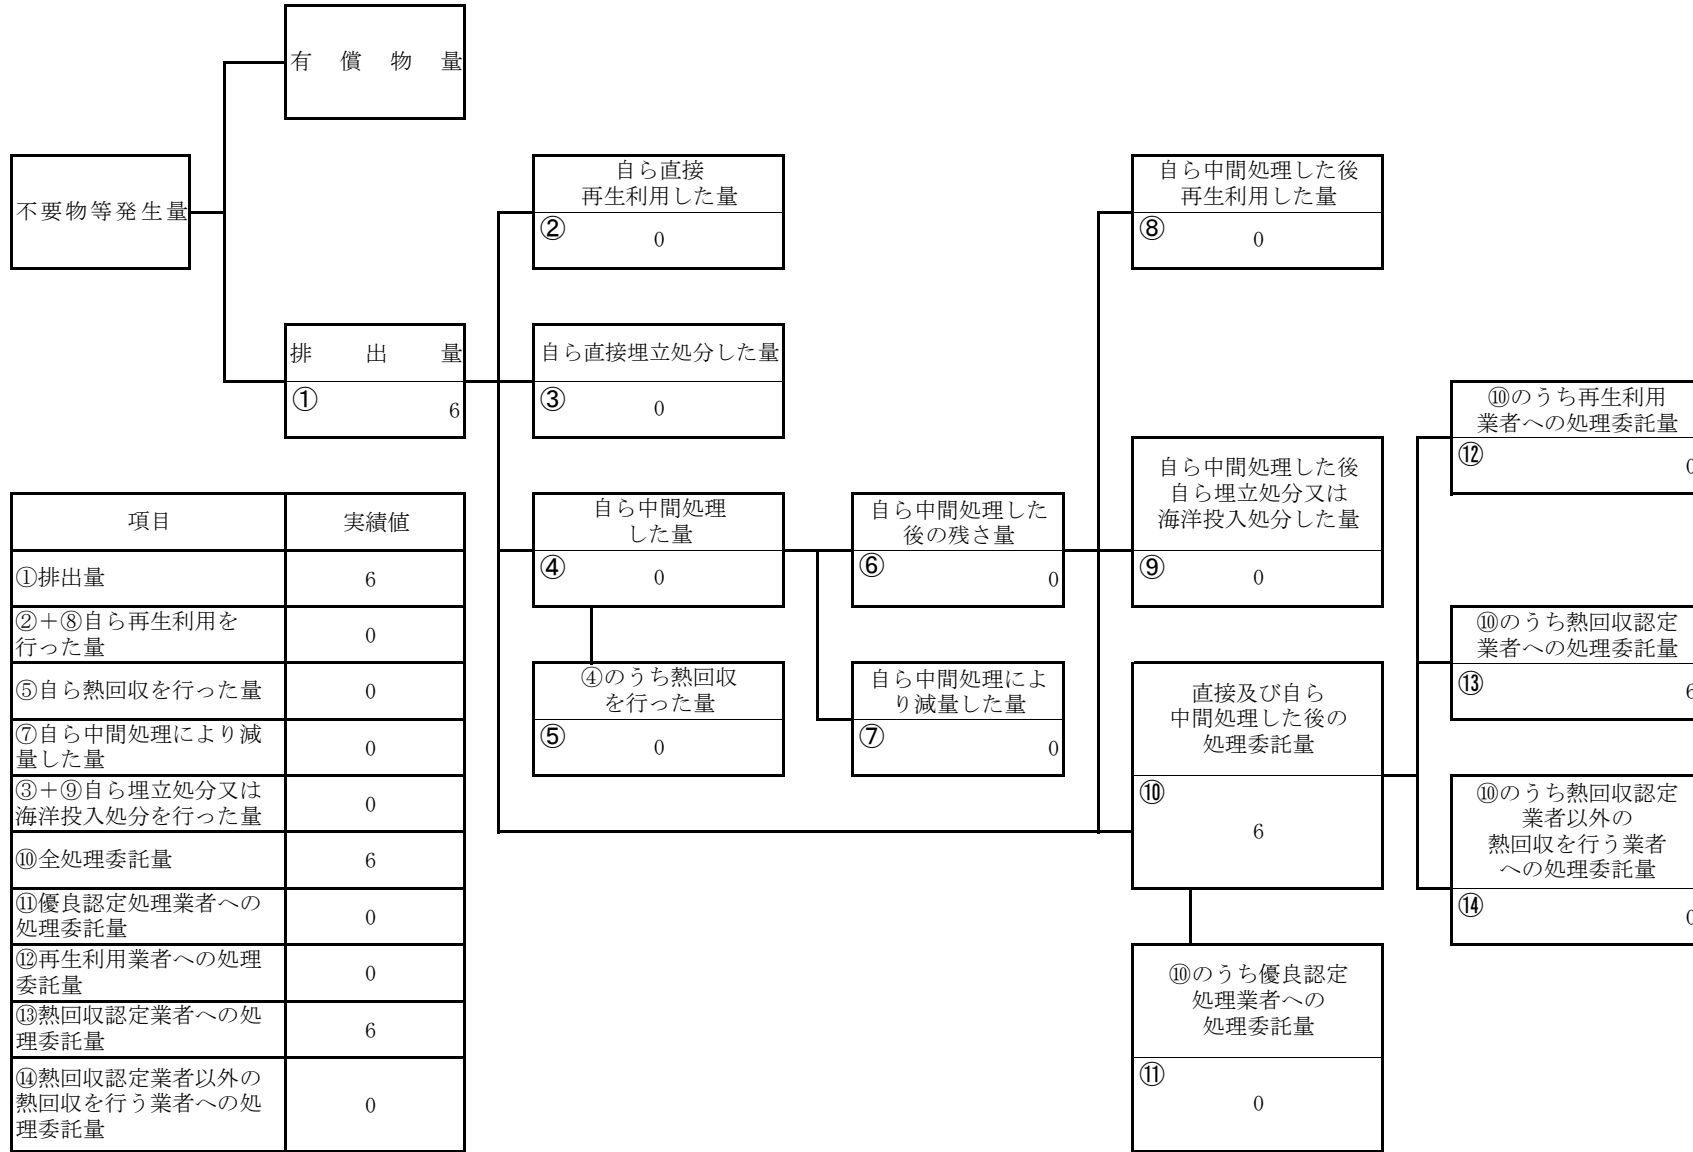 有償物量
不要物等発生量
自ら直接
再生利用した量
②
0
自ら中間処理した後
再生利用した量
⑧
0
排出量
①
6
自ら直接埋立処分した量
③
0
⑩のうち再生利用
業者への処理委託量
⑫
0
自ら中間処理した後
自ら埋立処分又は
海洋投入処分した量
⑨
0
自ら中間処理
した量
④
0
自ら中間処理した
後の残さ量
⑥
0
⑩のうち熱回収認定
業者への処理委託量
⑬
6
④のうち熱回収
を行った量
⑤
0
自ら中間処理によ
り減量した量
⑦
0
直接及び自ら
中間処理した後の
処理委託量
⑩
6
⑩のうち熱回収認定
業者以外の
熱回収を行う業者
への処理委託量
⑭
0
⑩のうち優良認定
処理業者への
処理委託量
⑪
0
項目 実績値
①排出量 6
②＋⑧自ら再生利用を
行った量 0
⑤自ら熱回収を行った量 0
⑦自ら中間処理により減
量した量 0
③＋⑨自ら埋立処分又は
海洋投入処分を行った量 0
⑩全処理委託量 6
⑪優良認定処理業者への
処理委託量 0
⑫再生利用業者への処理
委託量 0
⑬熱回収認定業者への処
理委託量 6
⑭熱回収認定業者以外の
熱回収を行う業者への処
理委託量 0